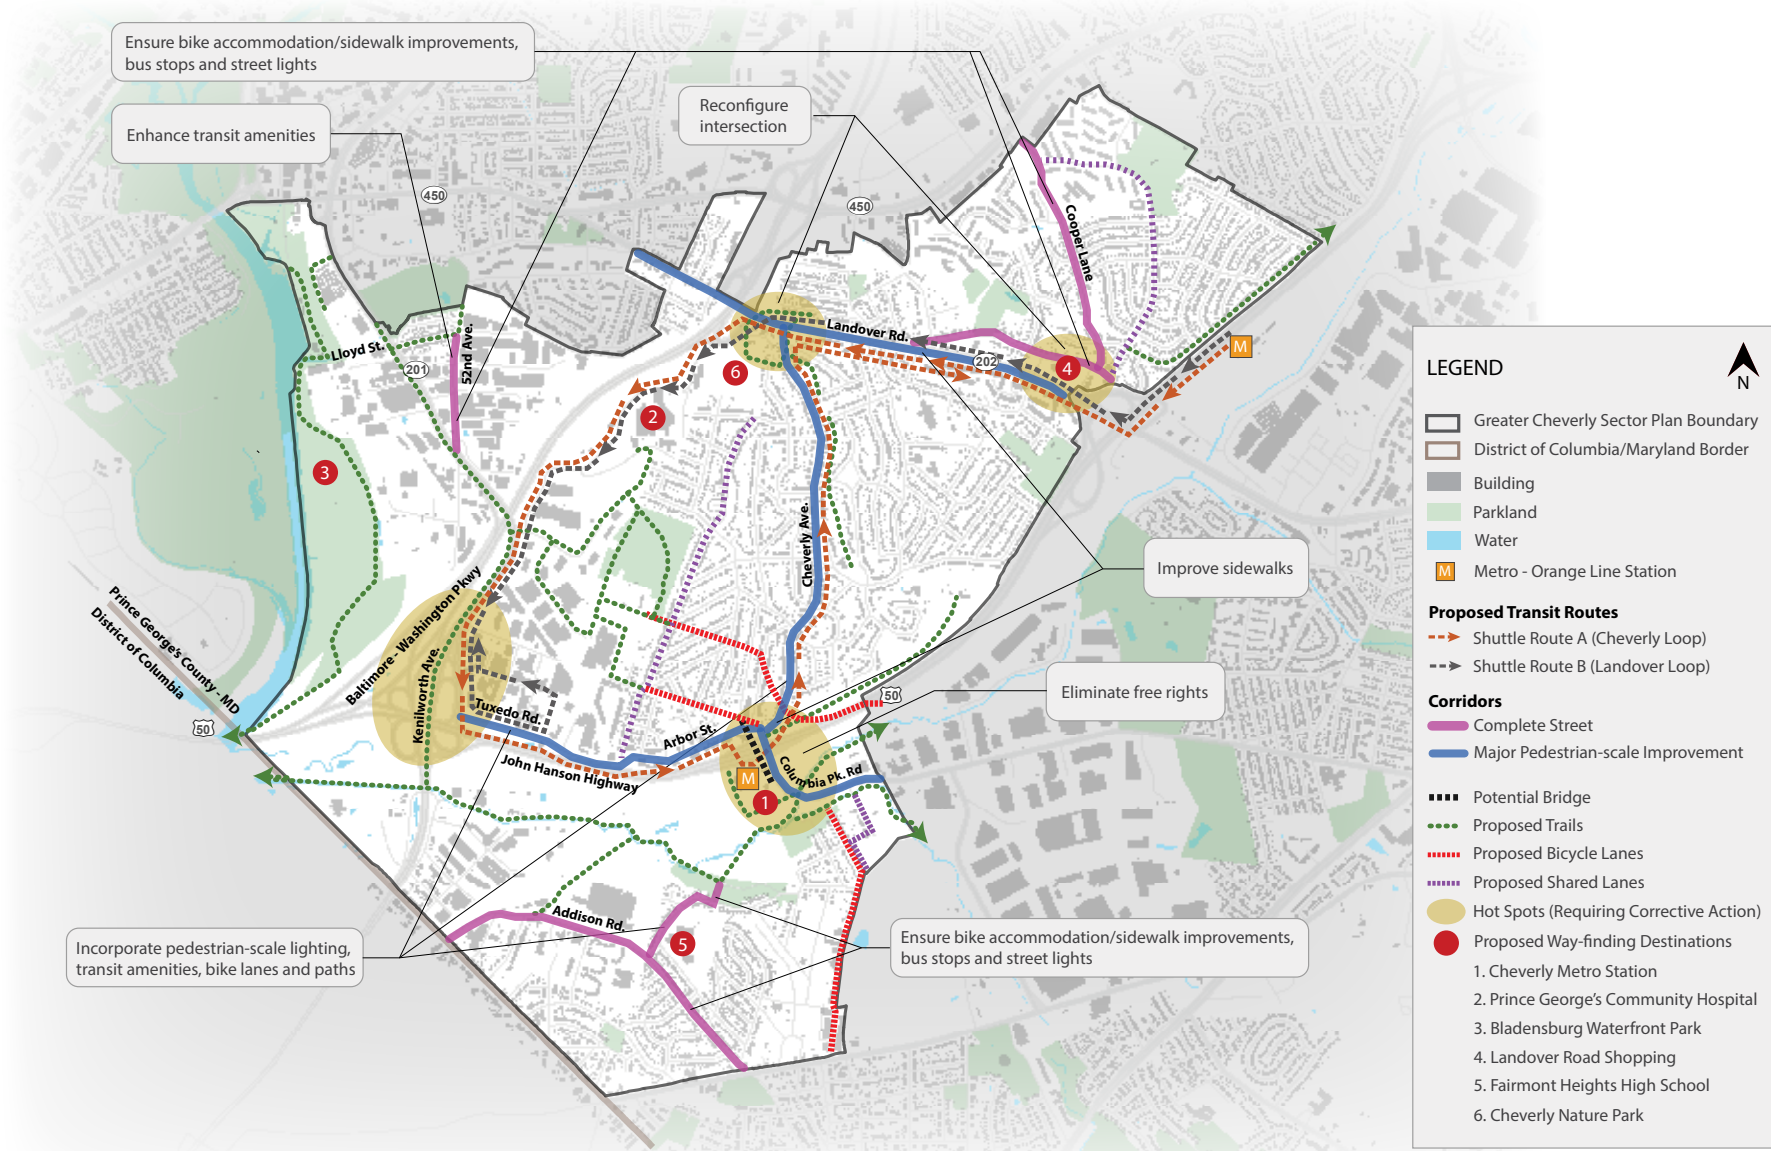 Ensure bike accommodation/sidewalk improvements,
bus stops and street lights
Enhance transit amenities
Reconfigure
intersection
450
450
Cooper Lane
Landover Rd.
202
M
4
Lloyd St.
52nd Ave.
201
6
2
3
Cheverly Ave.
Improve sidewalks
Prince George's County - MD
District of Columbia
Baltimore - Washington Pkwy
Kenilworth Ave.
50
Tuxedo Rd.
Arbor St.
John Hanson Highway
Columbia Pk. Rd
50
Eliminate free rights
M
1
Addison Rd.
5
Incorporate pedestrian-scale lighting,
transit amenities, bike lanes and paths
Ensure bike accommodation/sidewalk improvements,
bus stops and street lights
LEGEND
N
Greater Cheverly Sector Plan Boundary
District of Columbia/Maryland Border
Building
Parkland
Water
M Metro - Orange Line Station
Proposed Transit Routes
Shuttle Route A (Cheverly Loop)
Shuttle Route B (Landover Loop)
Corridors
Complete Street
Major Pedestrian-scale Improvement
Potential Bridge
Proposed Trails
Proposed Bicycle Lanes
Proposed Shared Lanes
Hot Spots (Requiring Corrective Action)
Proposed Way-finding Destinations
1. Cheverly Metro Station
2. Prince George's Community Hospital
3. Bladensburg Waterfront Park
4. Landover Road Shopping
5. Fairmont Heights High School
6. Cheverly Nature Park